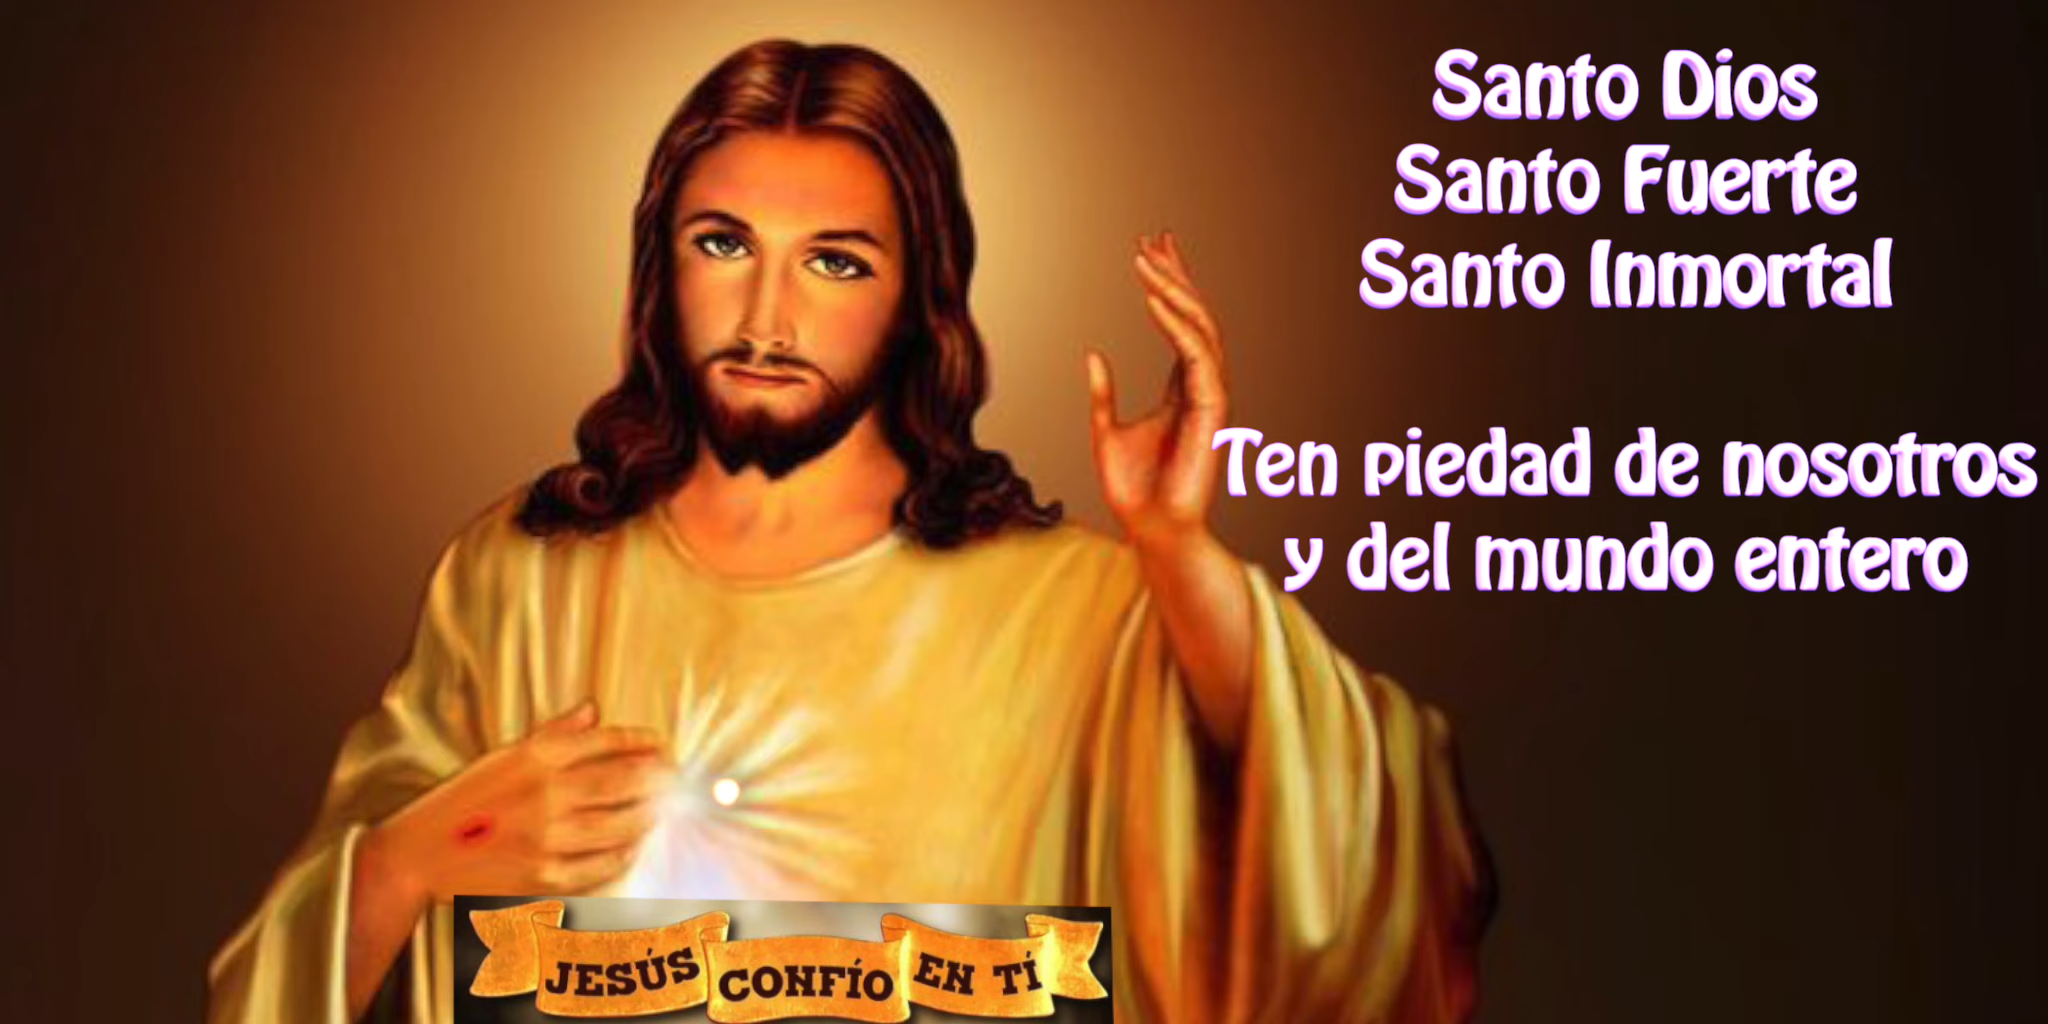 Santo Dios
Santo Fuerte
Santo Inmortal
Ten piedad de nosotros
y del mundo entero
JESÚS CONFÍO EN TÍ